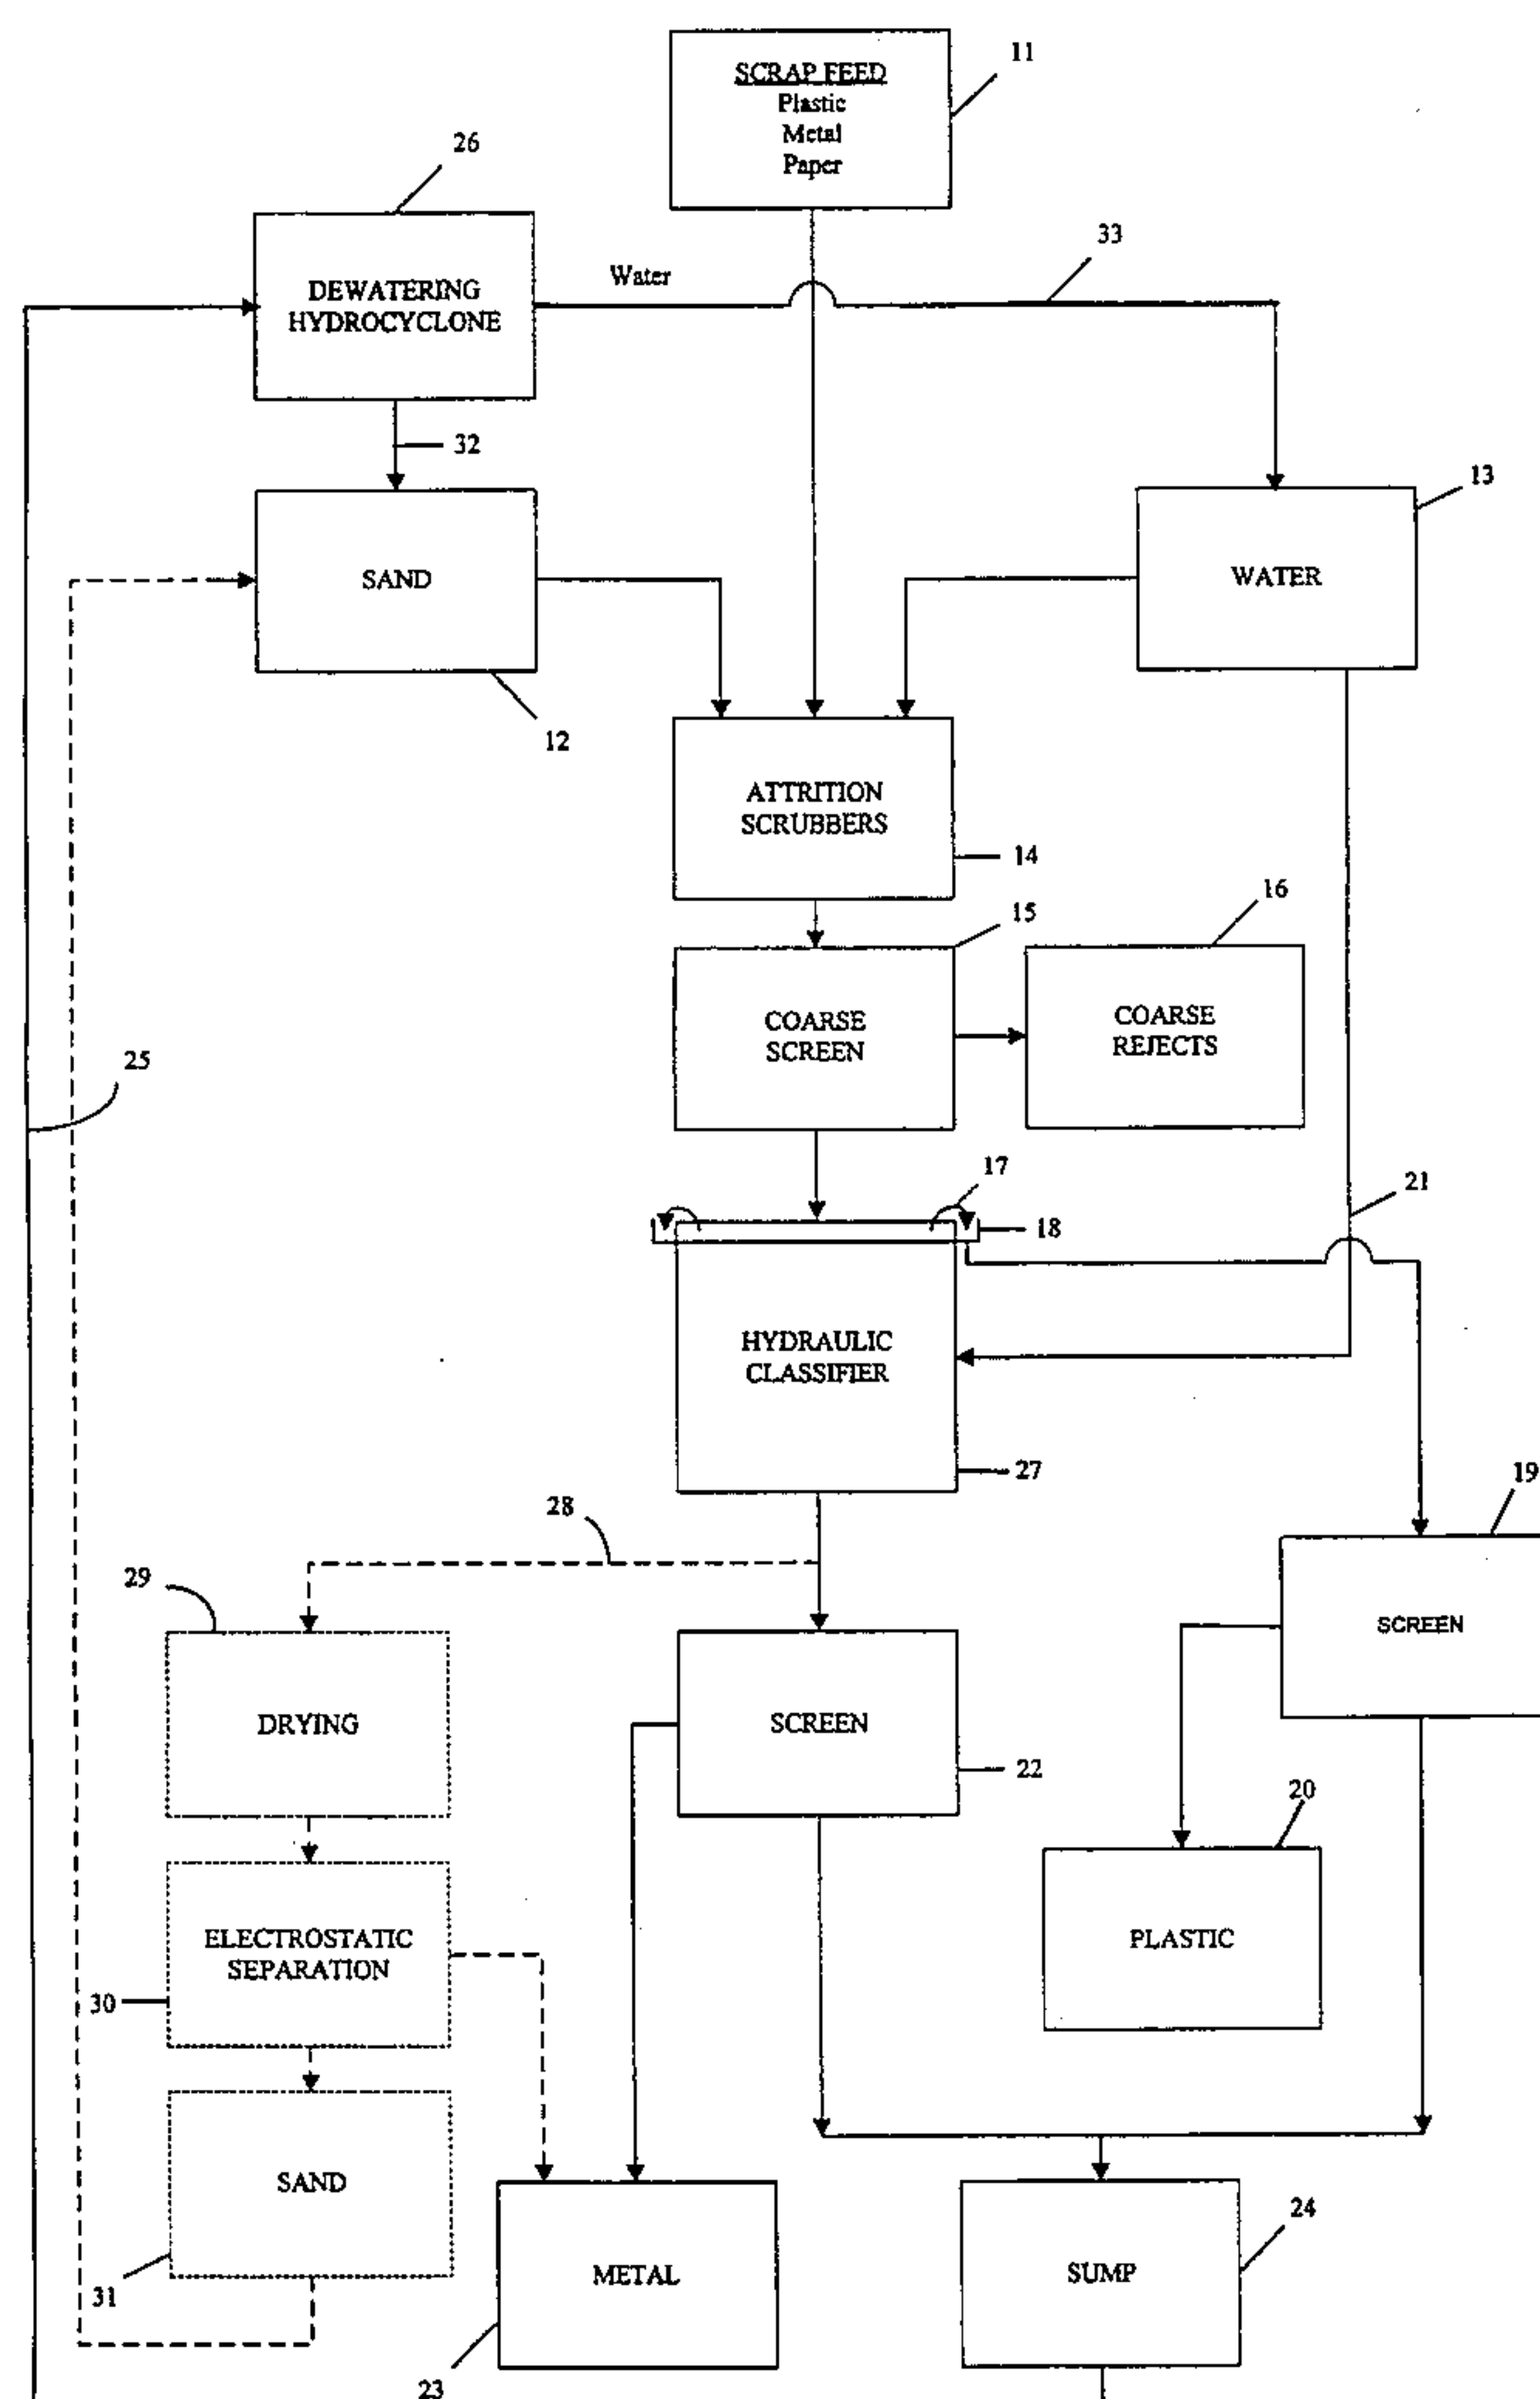 11
SCRAP FEED
Plastic
Metal
Paper
26
33
Water
DEWATERING
HYDROCYCLONE
32
13
SAND
WATER
12
ATTRITION
SCRUBBERS
14
16
15
COARSE
SCREEN
COARSE
REJECTS
25
17
21
18
HYDRAULIC
CLASSIFIER
27
19
28
29
SCREEN
DRYING
SCREEN
22
20
ELECTROSTATIC
SEPARATION
PLASTIC
30
SAND
24
METAL
SUMP
31
23